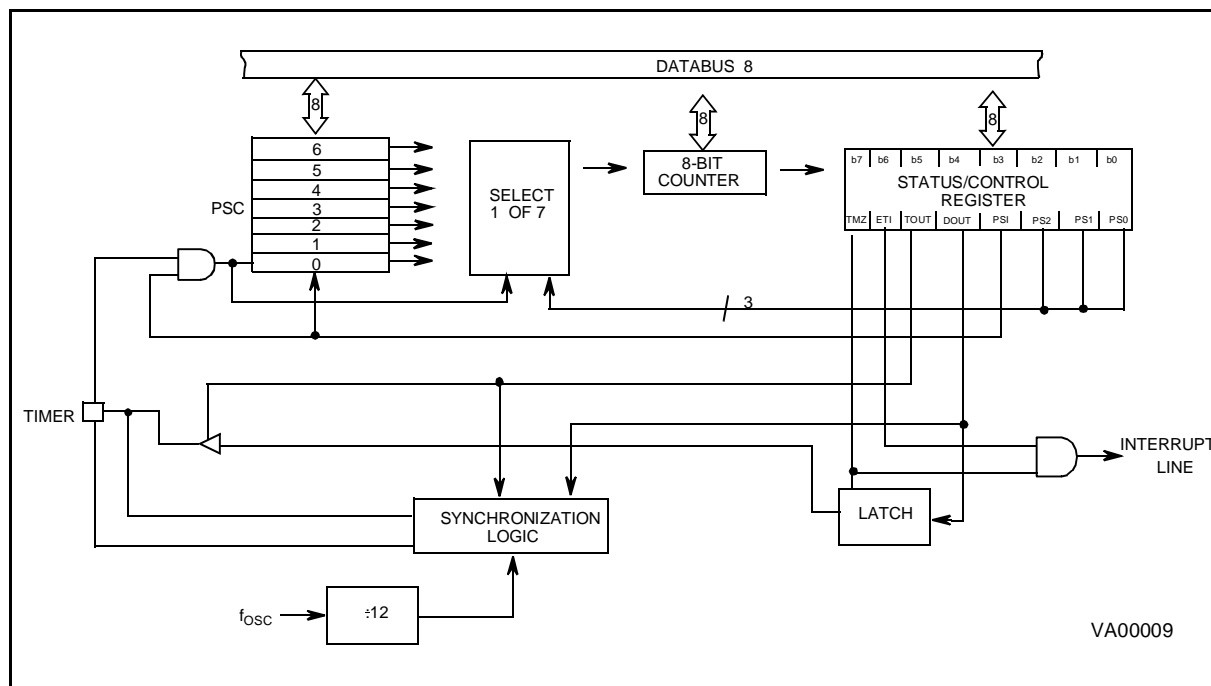 DATABUS 8
8
8
8
6
5
4
3
2
1
0
PSC
SELECT
1 OF 7
8-BIT
COUNTER
b7 b6 b5 b4 b3 b2 b1 b0
STATUS/CONTROL
REGISTER
TMZ ETI TOUT DOUT PSI PS2 PS1 PS0
3
TIMER
INTERRUPT
LINE
SYNCHRONIZATION
LOGIC
LATCH
fOSC
÷12
VA00009